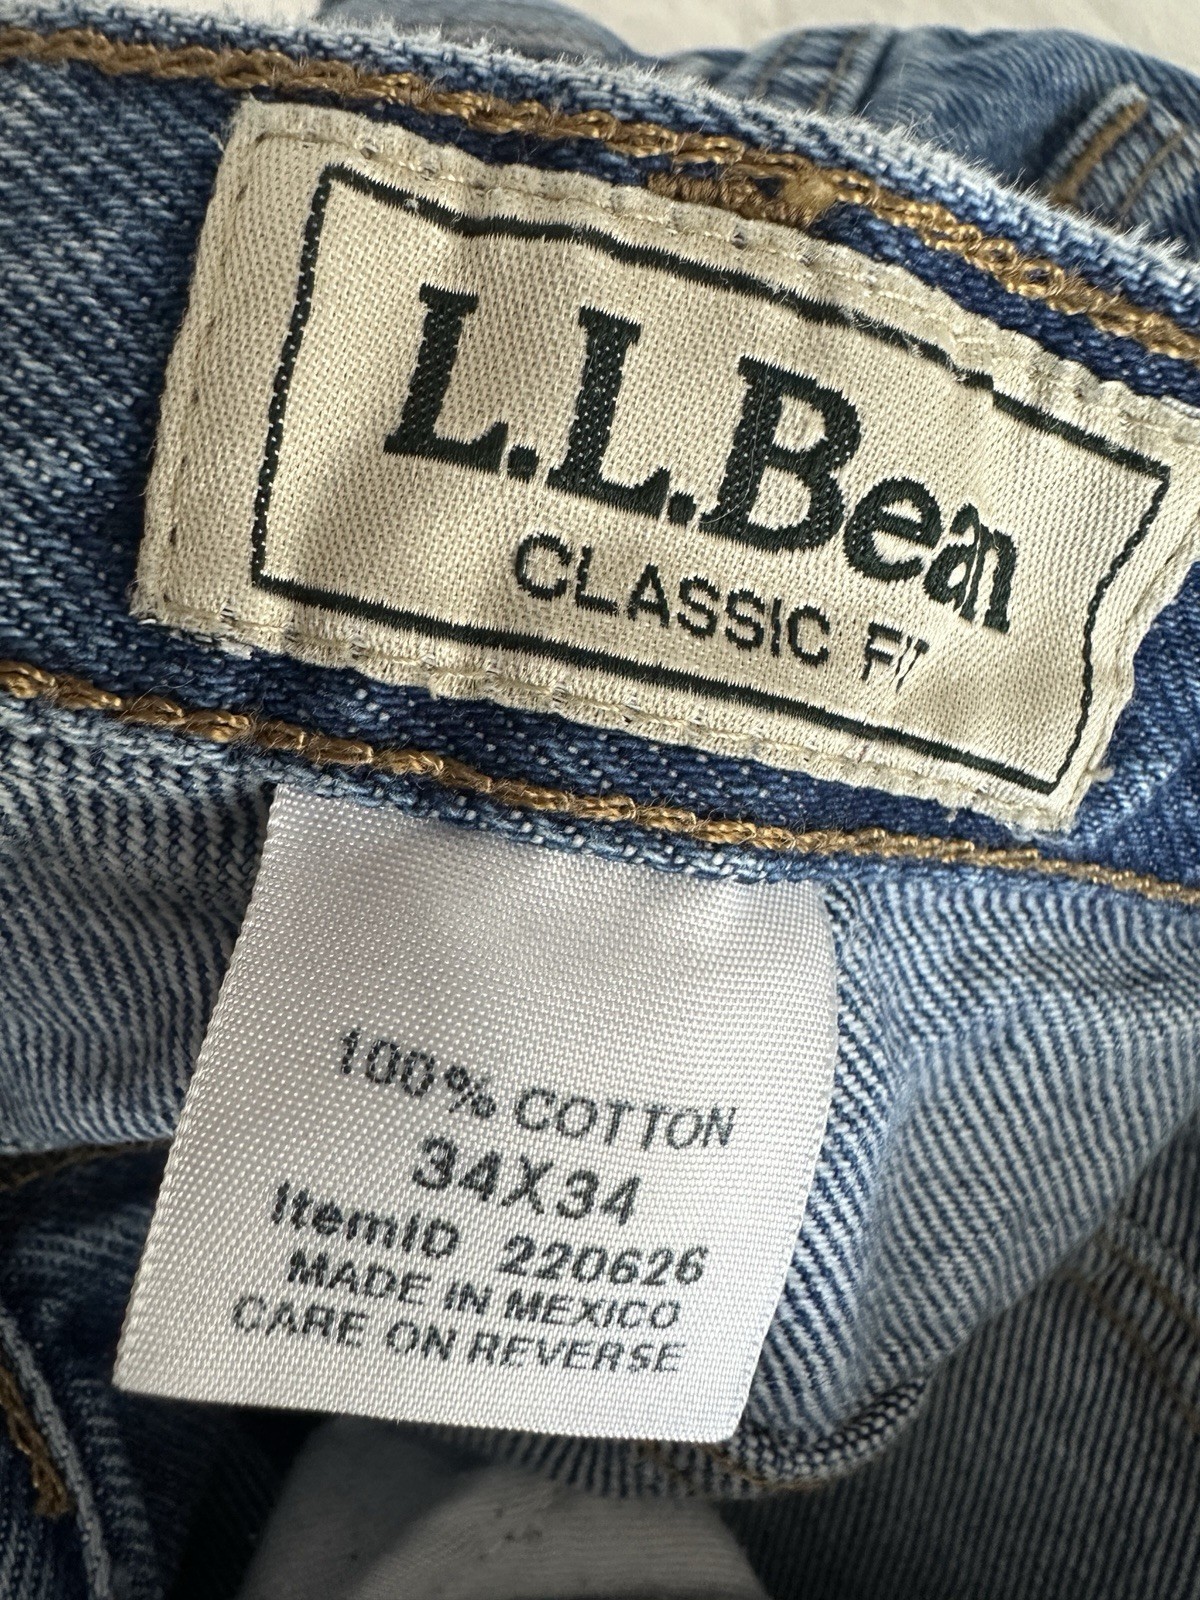 L.L.Bean
CLASSIC FIT
100% COTTON
34X34
ItemID 220626
MADE IN MEXICO
CARE ON REVERSE